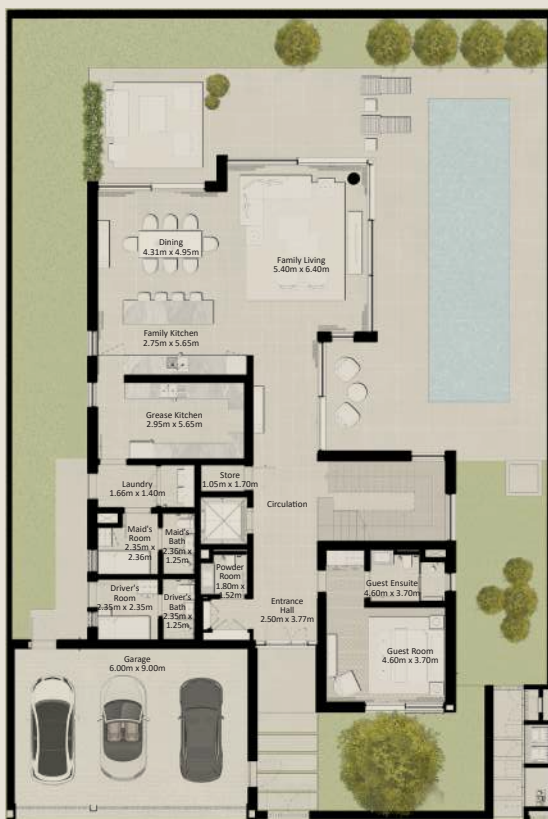 Dining
4.31m x 4.95m
Family Living
5.40m x 6.40m
Family Kitchen
2.75m x 5.65m
Grease Kitchen
2.95m x 5.65m
Laundry
1.66m x 1.40m
Store
1.05m x 1.70m
Circulation
Maid's
Room
2.35m x
2.36m
Maid's
Bath
2.36m x
1.25m
Powder
Room
1.80m x
1.52m
Guest Ensuite
4.60m x 3.70m
Driver's
Room
2.35m x 2.35m
Driver's
Bath
2.35m x
1.25m
Entrance
Hall
2.50m x 3.77m
Guest Room
4.60m x 3.70m
Garage
6.00m x 9.00m